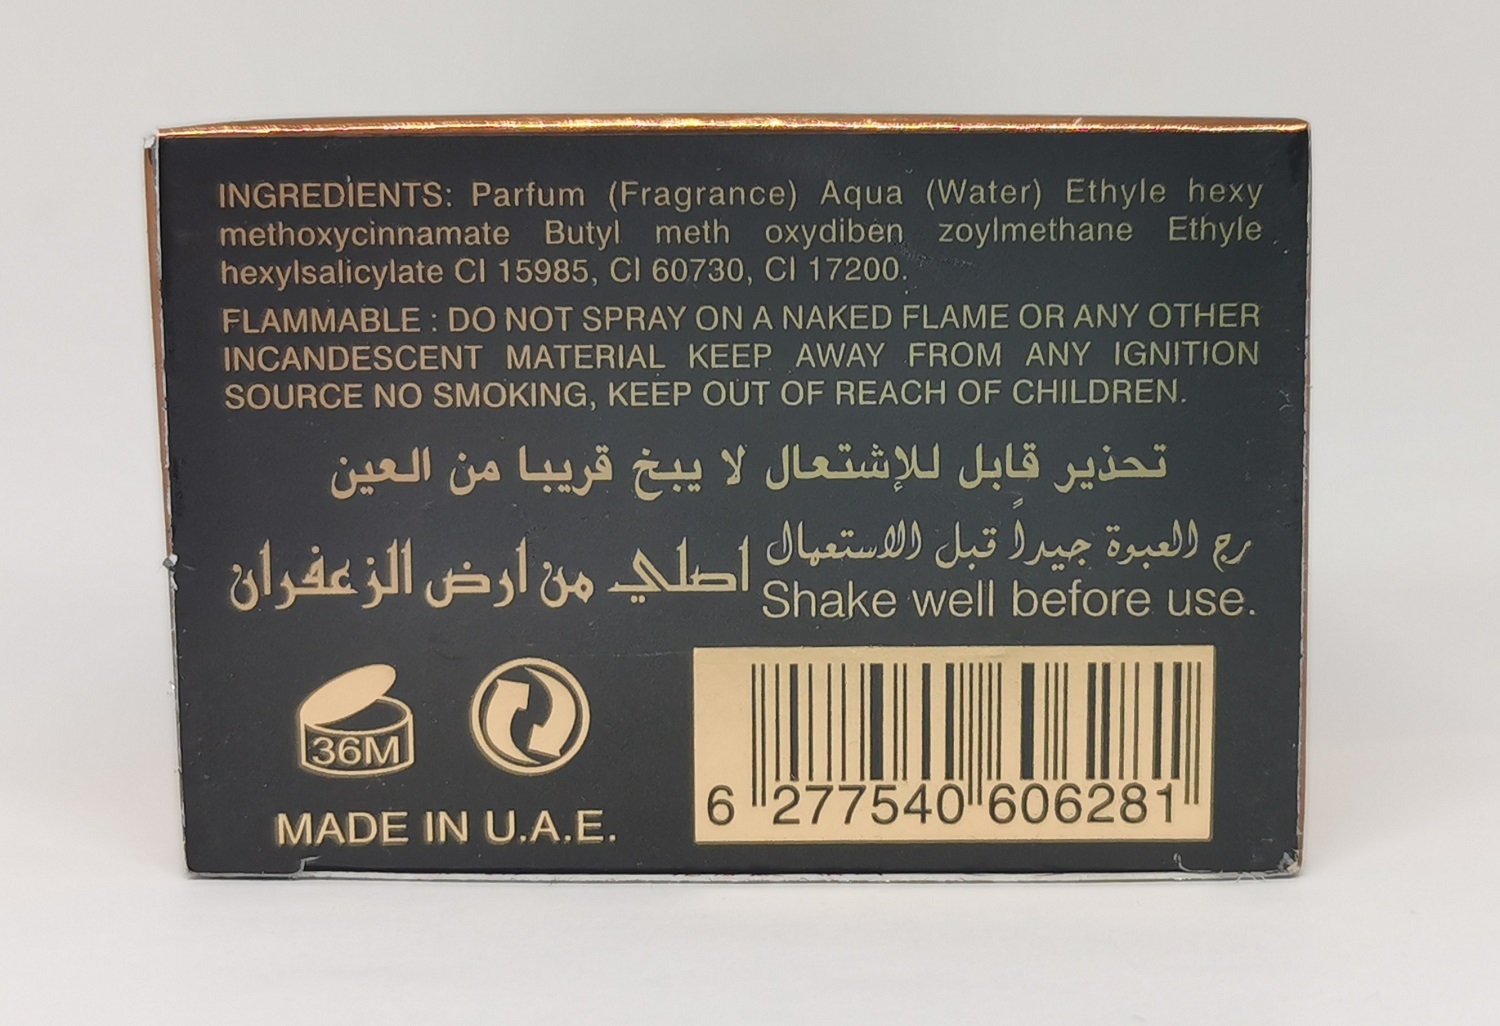 INGREDIENTS: Parfum (Fragrance) Aqua (Water) Ethyle hexy
methoxycinnamate Butyl meth oxydiben zoylmethane Ethyle
hexylsalicylate CI 15985, CI 60730, CI 17200.
FLAMMABLE : DO NOT SPRAY ON A NAKED FLAME OR ANY OTHER
INCANDESCENT MATERIAL KEEP AWAY FROM ANY IGNITION
SOURCE NO SMOKING, KEEP OUT OF REACH OF CHILDREN.
تحذير قابل للإشتعال لا يبخ قريبا من العين
رج العبوة جيداً قبل الاستعمال
اصلي من ارض الزعفران
Shake well before use.
36M
MADE IN U.A.E.
6 277540 606281